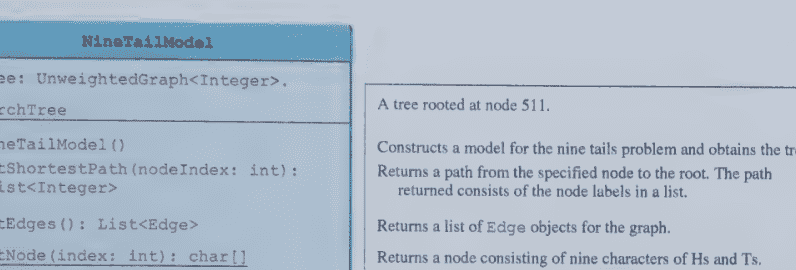 NineTailModel
ee: UnweightedGraph<Integer>.
rchTree
neTailModel()
tShortestPath(nodeIndex: int):
ist<Integer>
tEdges(): List<Edge>
tNode(index: int): char[]
A tree rooted at node 511.
Constructs a model for the nine tails problem and obtains the tr
Returns a path from the specified node to the root. The path
returned consists of the node labels in a list.
Returns a list of Edge objects for the graph.
Returns a node consisting of nine characters of Hs and Ts.